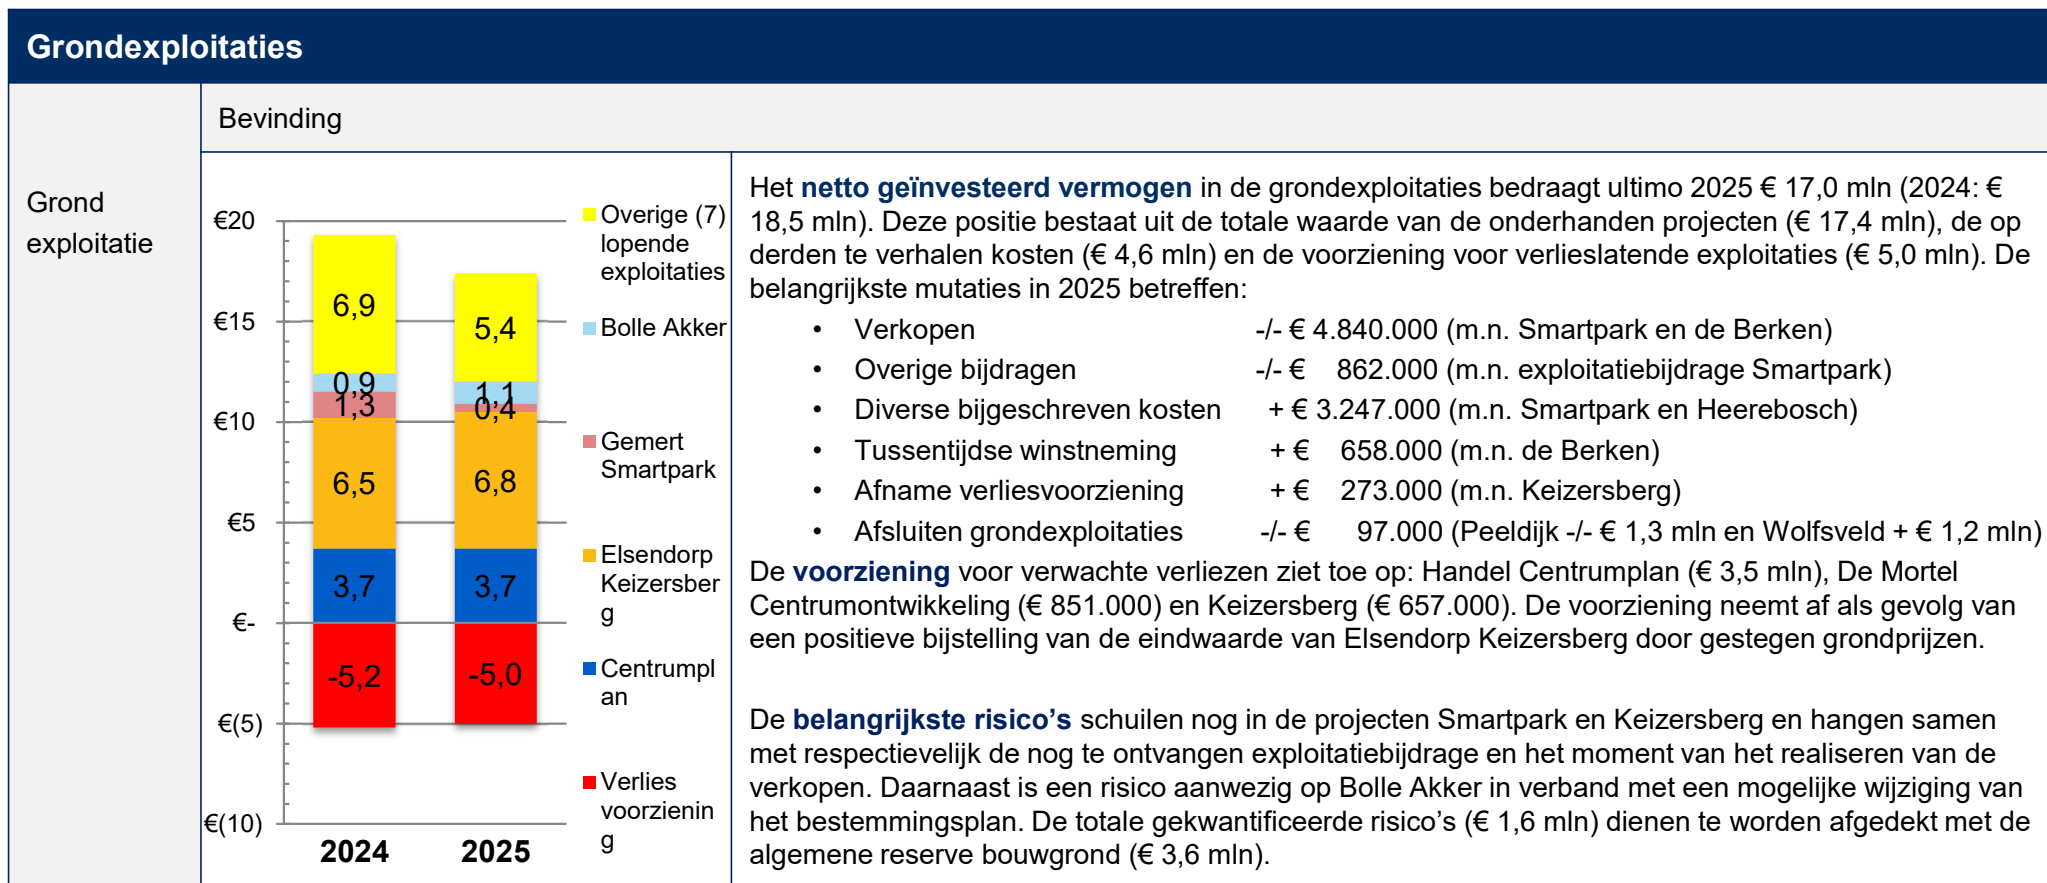 Grondexploitaties
Bevinding
Grond
exploitatie
€20
€15
€10
€5
€-
€(5)
€(10)
6,9
0,9
1,3
6,5
3,7
-5,2
5,4
1,1
0,4
6,8
3,7
-5,0
2024
2025
Overige (7)
lopende
exploitaties
Bolle Akker
Gemert
Smartpark
Elsendorp
Keizersber
g
Centrumpl
an
Verlies
voorzienin
g
Het netto geïnvesteerd vermogen in de grondexploitaties bedraagt ultimo 2025 € 17,0 mln (2024: €
18,5 mln). Deze positie bestaat uit de totale waarde van de onderhanden projecten (€ 17,4 mln), de op
derden te verhalen kosten (€ 4,6 mln) en de voorziening voor verlieslatende exploitaties (€ 5,0 mln). De
belangrijkste mutaties in 2025 betreffen:
• Verkopen -/- € 4.840.000 (m.n. Smartpark en de Berken)
• Overige bijdragen -/- € 862.000 (m.n. exploitatiebijdrage Smartpark)
• Diverse bijgeschreven kosten + € 3.247.000 (m.n. Smartpark en Heerebosch)
• Tussentijdse winstneming + € 658.000 (m.n. de Berken)
• Afname verliesvoorziening + € 273.000 (m.n. Keizersberg)
• Afsluiten grondexploitaties -/- € 97.000 (Peeldijk -/- € 1,3 mln en Wolfsveld + € 1,2 mln)
De voorziening voor verwachte verliezen ziet toe op: Handel Centrumplan (€ 3,5 mln), De Mortel
Centrumontwikkeling (€ 851.000) en Keizersberg (€ 657.000). De voorziening neemt af als gevolg van
een positieve bijstelling van de eindwaarde van Elsendorp Keizersberg door gestegen grondprijzen.
De belangrijkste risico's schuilen nog in de projecten Smartpark en Keizersberg en hangen samen
met respectievelijk de nog te ontvangen exploitatiebijdrage en het moment van het realiseren van de
verkopen. Daarnaast is een risico aanwezig op Bolle Akker in verband met een mogelijke wijziging van
het bestemmingsplan. De totale gekwantificeerde risico's (€ 1,6 mln) dienen te worden afgedekt met de
algemene reserve bouwgrond (€ 3,6 mln).